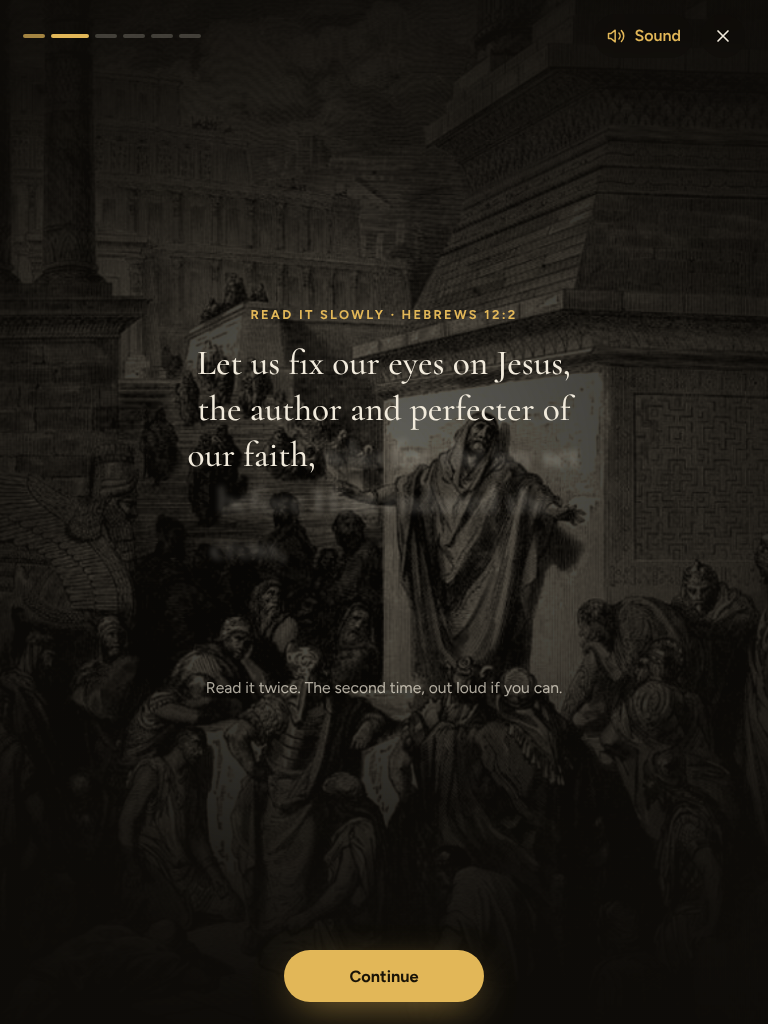 Sound
READ IT SLOWLY · HEBREWS 12:2
Let us fix our eyes on Jesus,
the author and perfecter of
our faith,
Read it twice. The second time, out loud if you can.
Continue